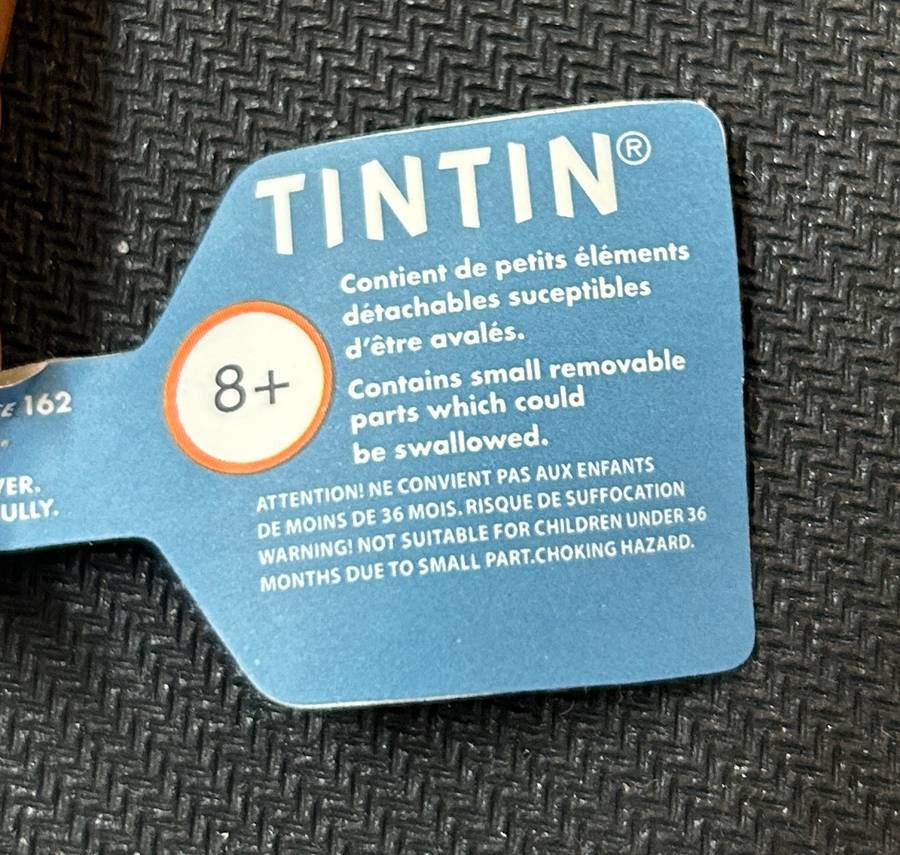 TINTIN®
Contient de petits éléments
détachables suceptibles
d'être avalés.
8+
Contains small removable
parts which could
be swallowed.
ATTENTION! NE CONVIENT PAS AUX ENFANTS
DE MOINS DE 36 MOIS. RISQUE DE SUFFOCATION
WARNING! NOT SUITABLE FOR CHILDREN UNDER 36
MONTHS DUE TO SMALL PART.CHOKING HAZARD.
162